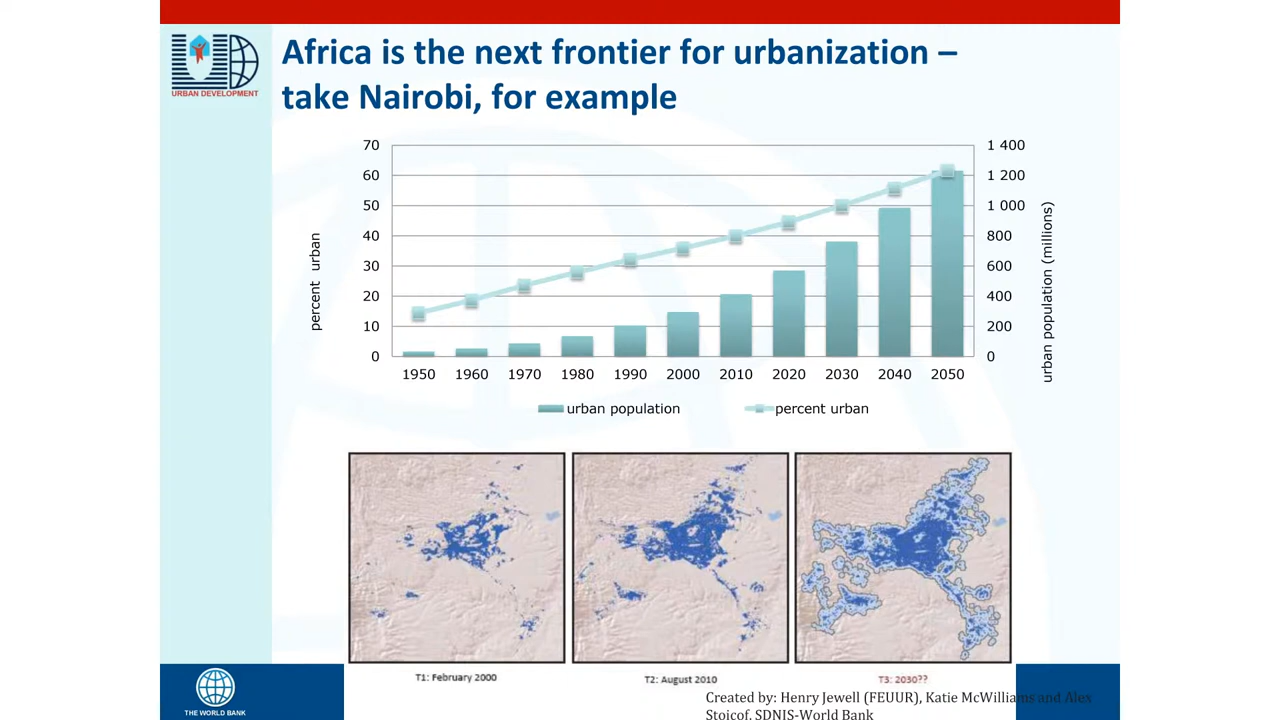 URBAN DEVELOPMENT
Africa is the next frontier for urbanization –
take Nairobi, for example
70
60
50
40
30
20
10
0
percent urban
1 400
1 200
1 000
800
600
400
200
0
urban population (millions)
1950 1960 1970 1980 1990 2000 2010 2020 2030 2040 2050
urban population percent urban
T1: February 2000 T2: August 2010 T3: 2030??
THE WORLD BANK
Created by: Henry Jewell (FEUUR), Katie McWilliams and Alex
Stoicof, SDNIS-World Bank